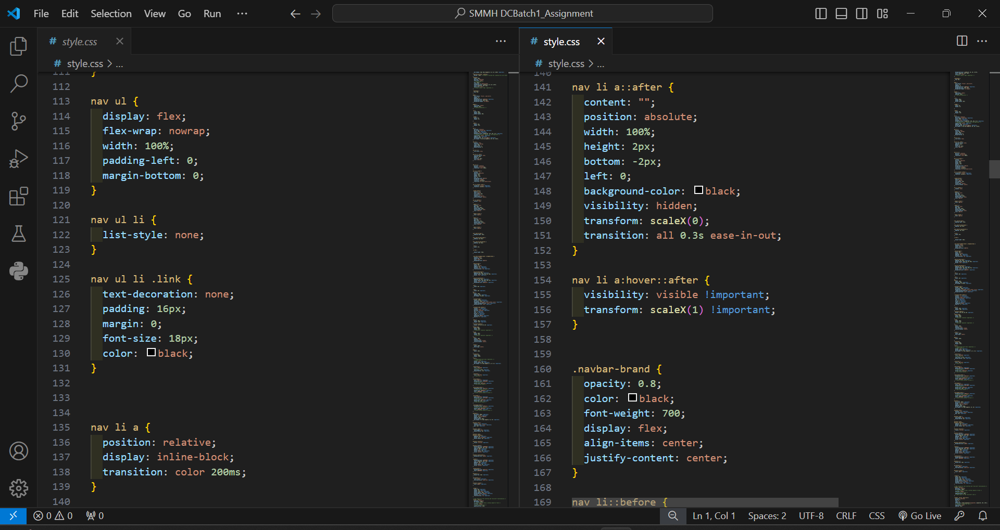 File Edit Selection View Go Run ...
SMMH DCBatch1_Assignment
# style.css
# style.css > ...
111 }
112
113 nav ul {
114 display: flex;
115 flex-wrap: nowrap;
116 width: 100%;
117 padding-left: 0;
118 margin-bottom: 0;
119 }
120
121 nav ul li {
122 list-style: none;
123 }
124
125 nav ul li .link {
126 text-decoration: none;
127 padding: 16px;
128 margin: 0;
129 font-size: 18px;
130 color: black;
131 }
132
133
134
135 nav li a {
136 position: relative;
137 display: inline-block;
138 transition: color 200ms;
139 }
140
# style.css
# style.css > ...
140
141 nav li a::after {
142 content: "";
143 position: absolute;
144 width: 100%;
145 height: 2px;
146 bottom: -2px;
147 left: 0;
148 background-color: black;
149 visibility: hidden;
150 transform: scaleX(0);
151 transition: all 0.3s ease-in-out;
152 }
153
154 nav li a:hover::after {
155 visibility: visible !important;
156 transform: scaleX(1) !important;
157 }
158
159
160 .navbar-brand {
161 opacity: 0.8;
162 color: black;
163 font-weight: 700;
164 display: flex;
165 align-items: center;
166 justify-content: center;
167 }
168
169 nav li::before {
0 0 0
Ln 1, Col 1 Spaces: 2 UTF-8 CRLF CSS Go Live